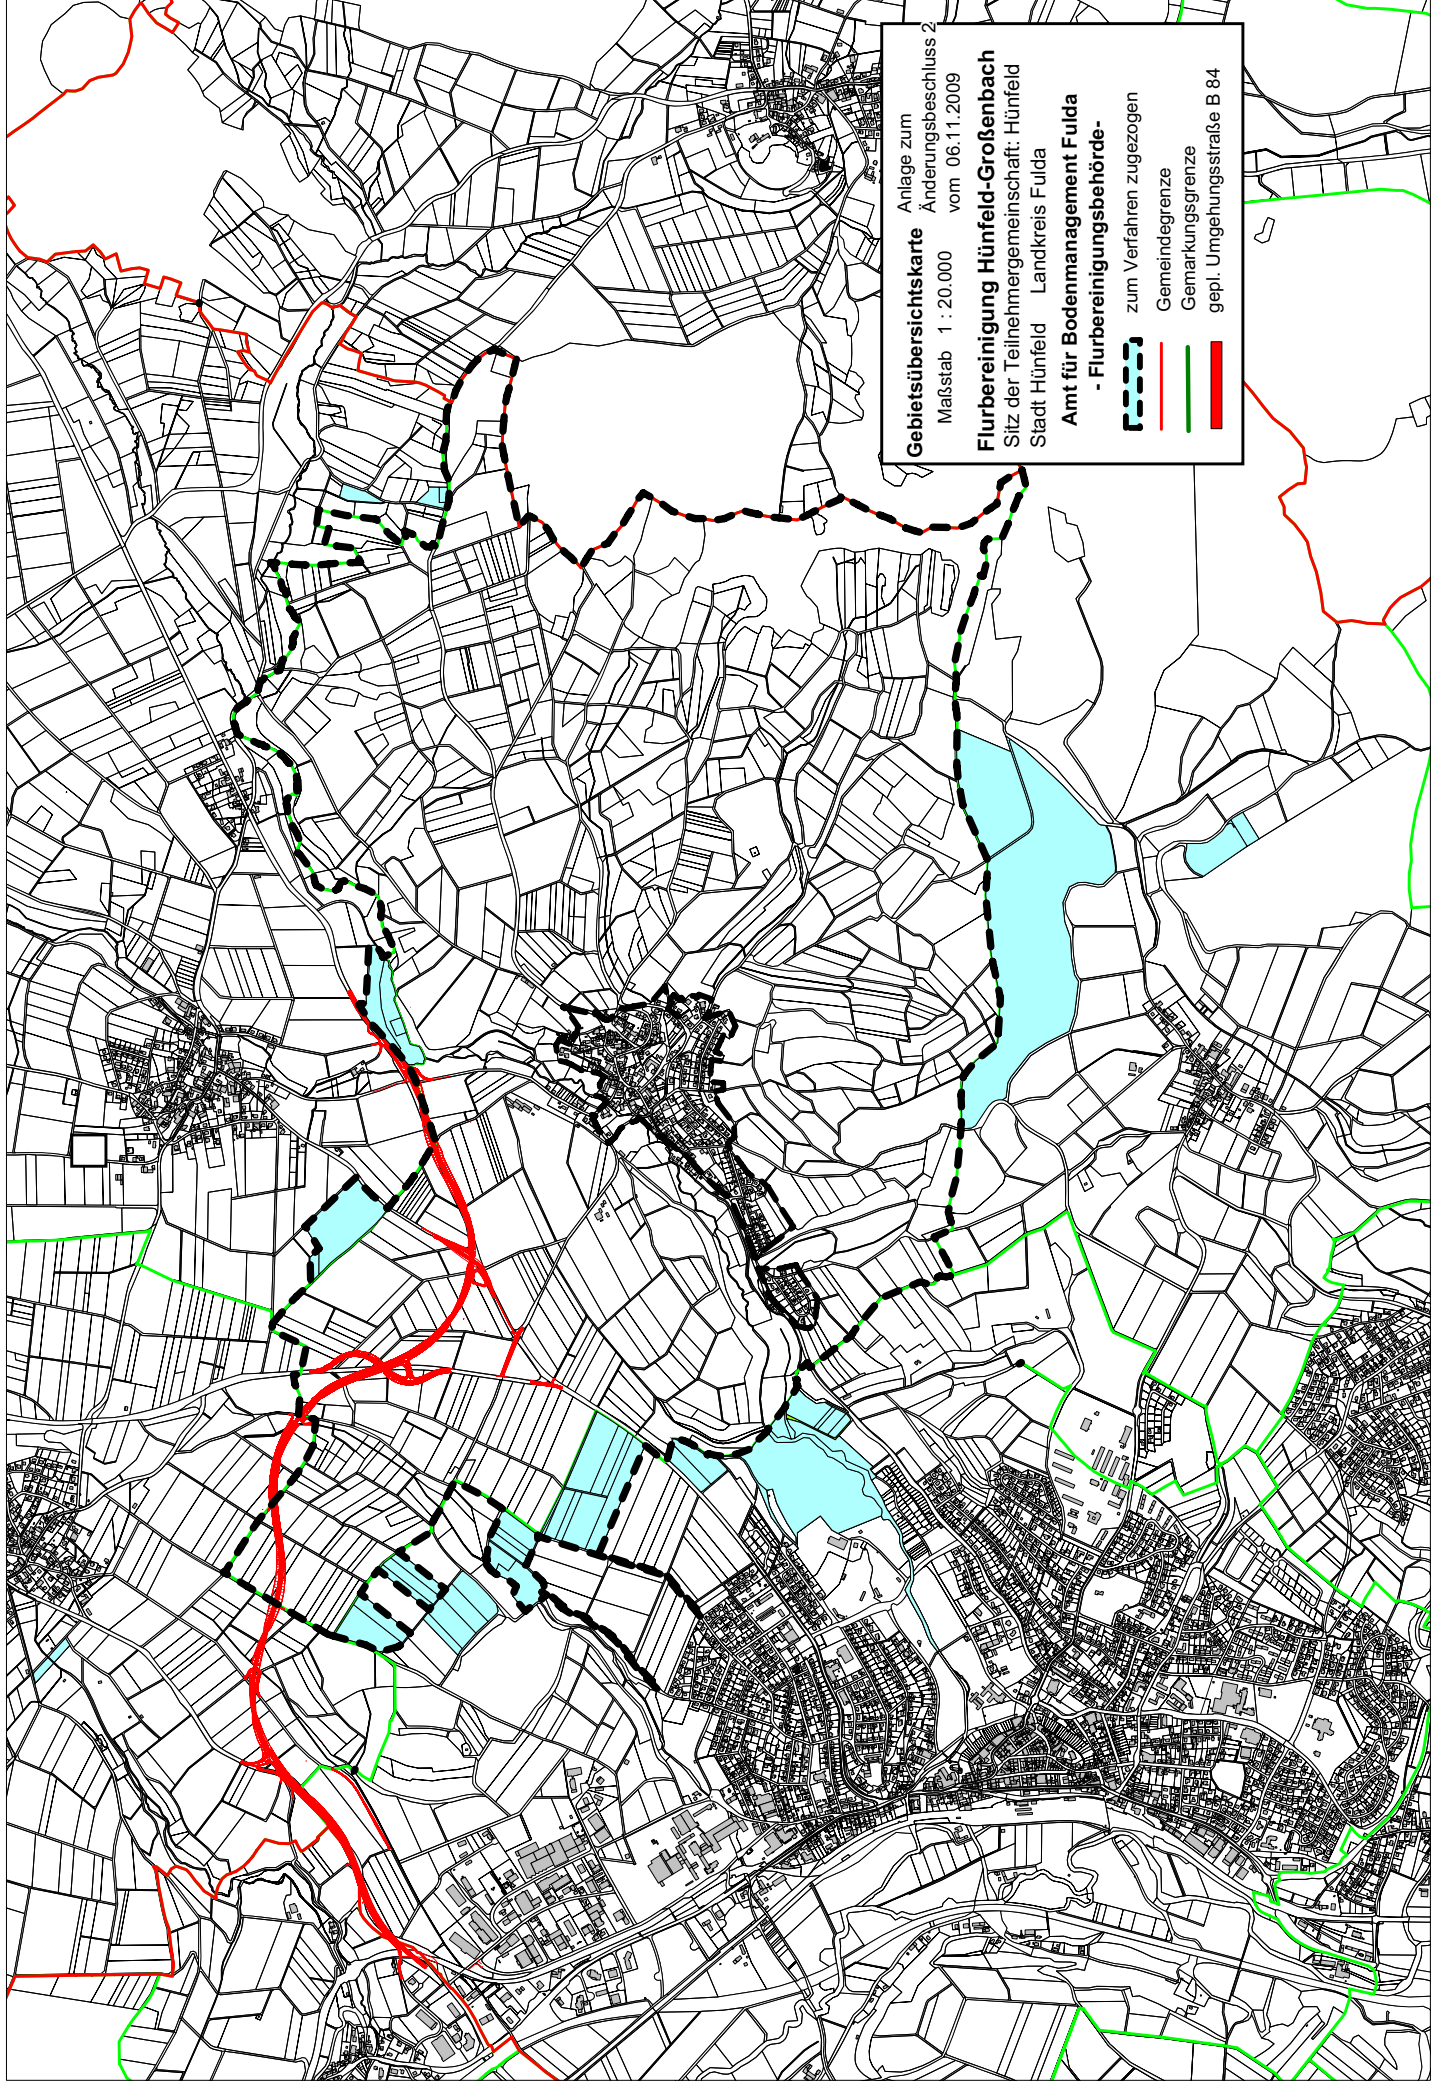 Gebietsübersichtskarte
Maßstab 1 : 20.000
Anlage zum
Änderungsbeschluss 2
vom 06.11.2009
Flurbereinigung Hünfeld-Großenbach
Sitz der Teilnehmergemeinschaft: Hünfeld
Stadt Hünfeld Landkreis Fulda
Amt für Bodenmanagement Fulda
- Flurbereinigungsbehörde-
zum Verfahren zugezogen
Gemeindegrenze
Gemarkungsgrenze
gepl. Umgehungsstraße B 84